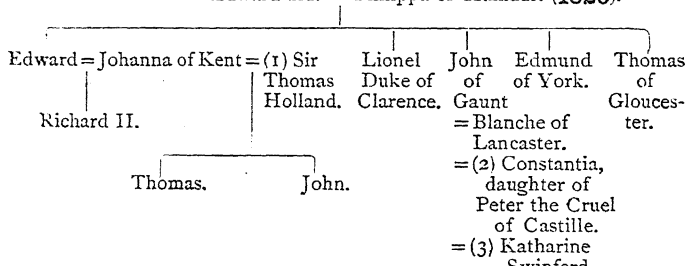 Edward = Johanna of Kent = (1) Sir Lionel John Edmund Thomas
Thomas Duke of of of York. of
Holland. Clarence. Gaunt Glouces-
Richard II. = Blanche of ter.
Lancaster.
Thomas. John. = (2) Constantia,
daughter of
Peter the Cruel
of Castille.
= (3) Katharine